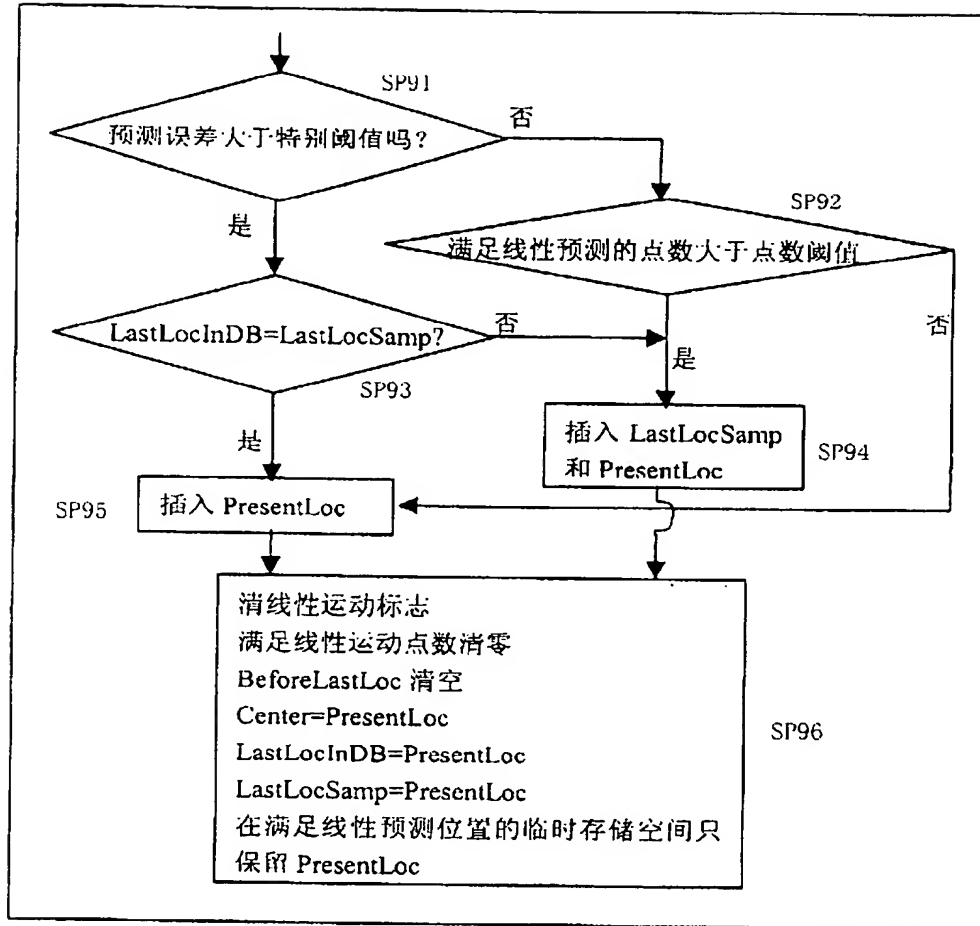 SP91
预测误差大于特别阈值吗?
否
是
SP92
满足线性预测的点数大于点数阈值
否
LastLocInDB=LastLocSamp?
否
SP93
是
是
插入 LastLocSamp
和 PresentLoc
SP94
SP95
插入 PresentLoc
清线性运动标志
满足线性运动点数清零
BeforeLastLoc 清空
Center=PresentLoc
LastLocInDB=PresentLoc
LastLocSamp=PresentLoc
在满足线性预测位置的临时存储空间只
保留 PresentLoc
SP96